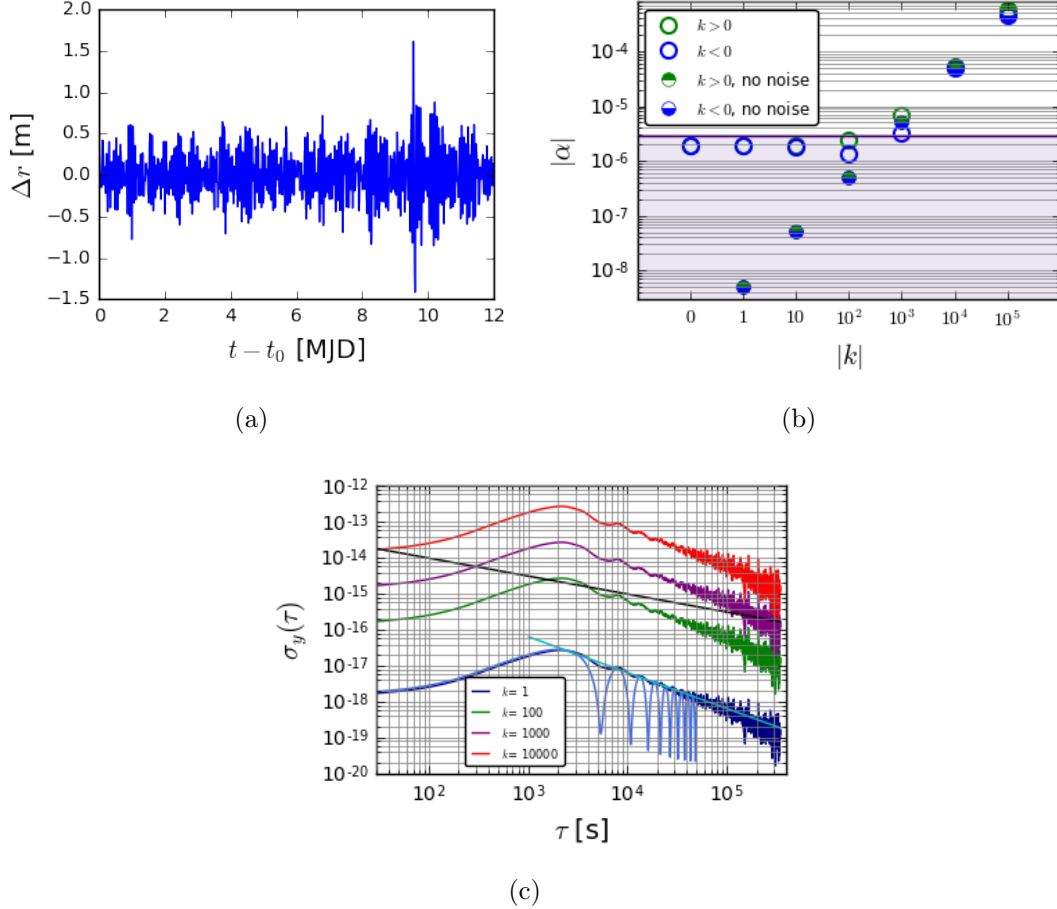 2.0
1.5
1.0
0.5
0.0
−0.5
−1.0
−1.5
Δr [m]
0 2 4 6 8 10 12
t − t₀ [MJD]
(a)
k > 0
k < 0
k > 0, no noise
k < 0, no noise
10⁻⁴
10⁻⁵
10⁻⁶
10⁻⁷
10⁻⁸
|α|
0 1 10 10² 10³ 10⁴ 10⁵
|k|
(b)
10⁻¹²
10⁻¹³
10⁻¹⁴
10⁻¹⁵
10⁻¹⁶
10⁻¹⁷
10⁻¹⁸
10⁻¹⁹
10⁻²⁰
σ_y(τ)
k= 1
k= 100
k= 1000
k= 10000
10² 10³ 10⁴ 10⁵
τ [s]
(c)